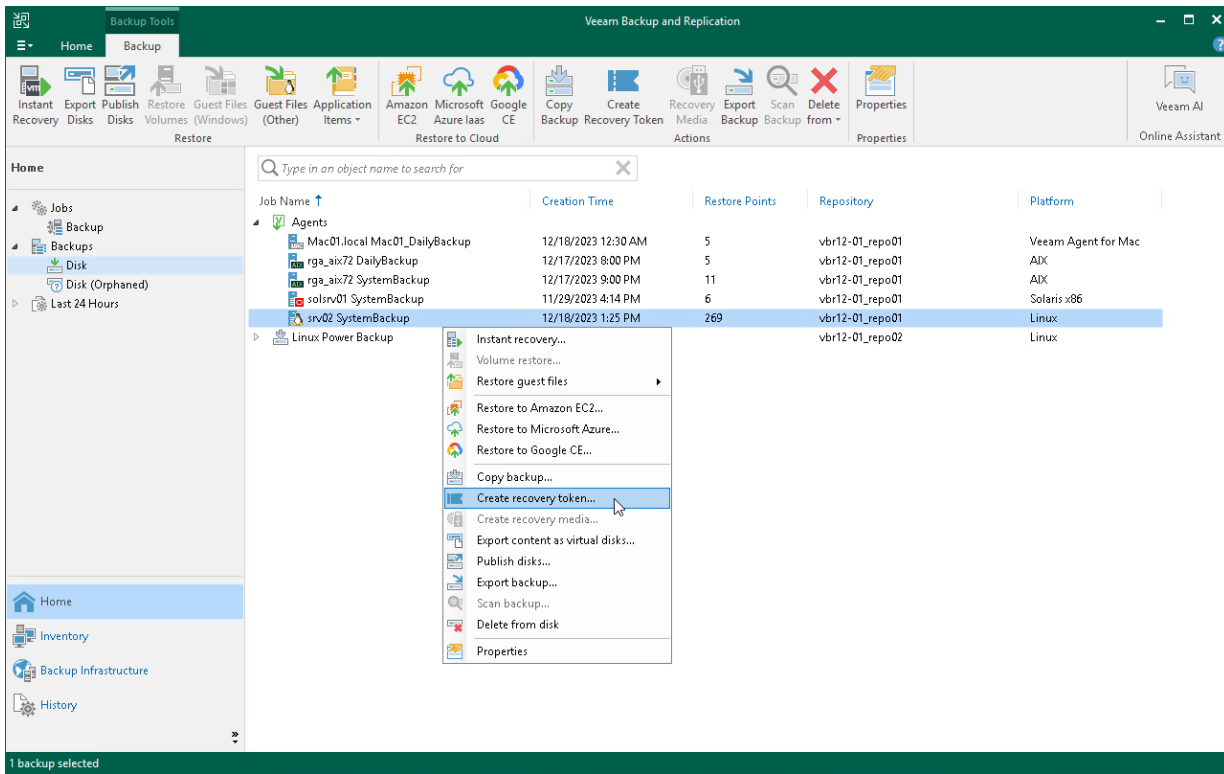 Backup Tools
Veeam Backup and Replication
Home
Backup
Instant Recovery
Export Disks
Publish Disks
Restore Volumes
Guest Files (Windows)
Guest Files (Other)
Application Items
Amazon EC2
Microsoft Azure Iaas
Google CE
Copy Backup
Create Recovery Token
Recovery Media
Export Backup
Scan Backup
Delete from
Properties
Veeam AI
Restore
Restore to Cloud
Actions
Properties
Online Assistant
Home
Jobs
Backup
Backups
Disk
Disk (Orphaned)
Last 24 Hours
Type in an object name to search for
Job Name Creation Time Restore Points Repository Platform
Agents
Mac01.local Mac01_DailyBackup 12/18/2023 12:30 AM 5 vbr12-01_repo01 Veeam Agent for Mac
rga_aix72 DailyBackup 12/17/2023 8:00 PM 5 vbr12-01_repo01 AIX
rga_aix72 SystemBackup 12/17/2023 9:00 PM 11 vbr12-01_repo01 AIX
solsrv01 SystemBackup 11/29/2023 4:14 PM 6 vbr12-01_repo01 Solaris x86
srv02 SystemBackup 12/18/2023 1:25 PM 269 vbr12-01_repo01 Linux
Linux Power Backup vbr12-01_repo02 Linux
Instant recovery...
Volume restore...
Restore guest files
Restore to Amazon EC2...
Restore to Microsoft Azure...
Restore to Google CE...
Copy backup...
Create recovery token...
Create recovery media...
Export content as virtual disks...
Publish disks...
Export backup...
Scan backup...
Delete from disk
Properties
Home
Inventory
Backup Infrastructure
History
1 backup selected